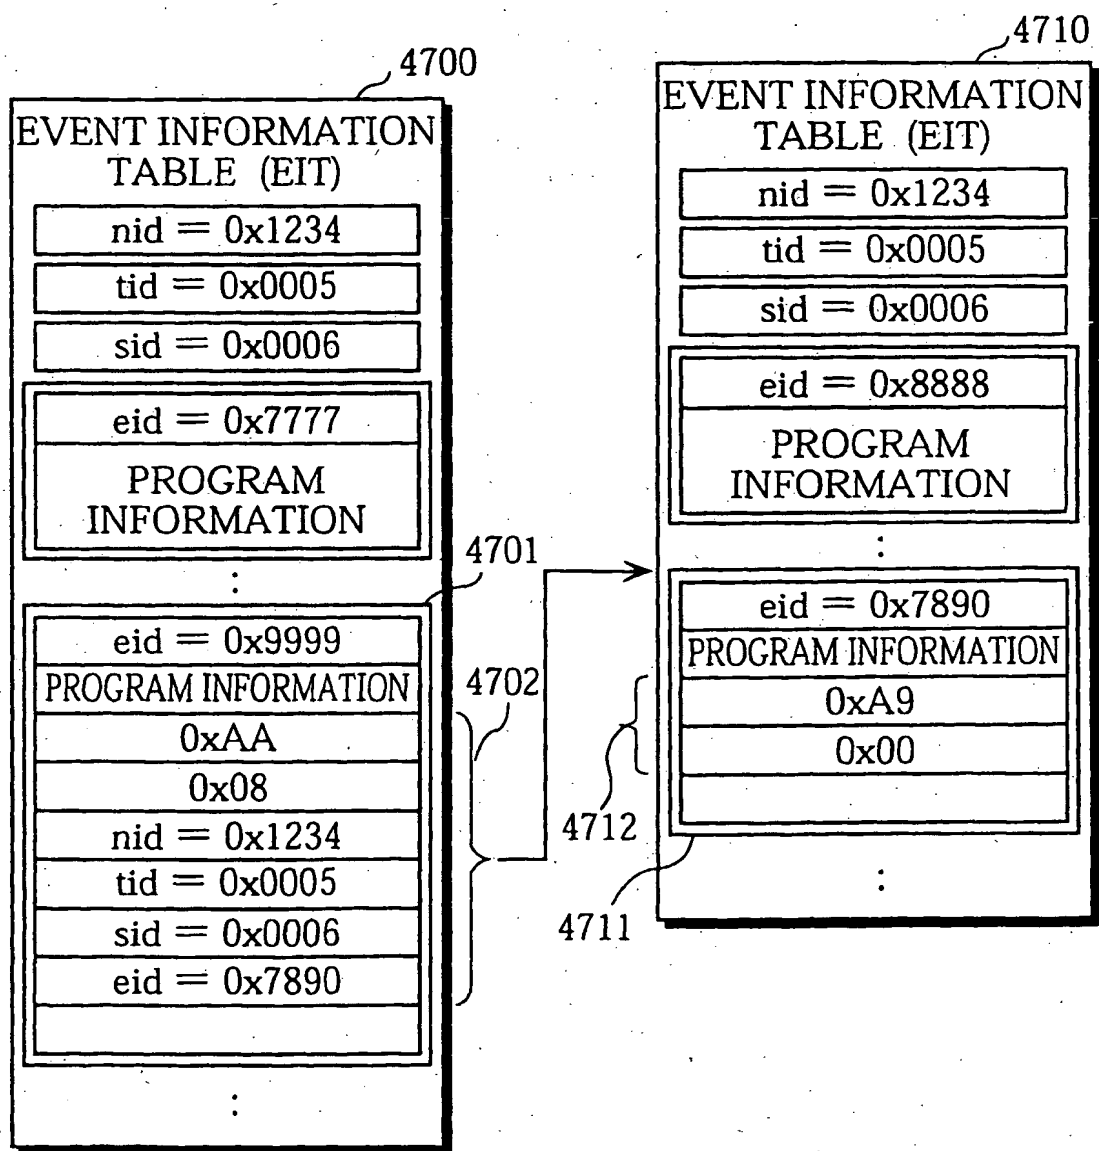 4700
EVENT INFORMATION
TABLE (EIT)
nid = 0x1234
tid = 0x0005
sid = 0x0006
eid = 0x7777
PROGRAM
INFORMATION
:
4701
eid = 0x9999
PROGRAM INFORMATION
4702
0xAA
0x08
nid = 0x1234
tid = 0x0005
sid = 0x0006
eid = 0x7890
:
4710
EVENT INFORMATION
TABLE (EIT)
nid = 0x1234
tid = 0x0005
sid = 0x0006
eid = 0x8888
PROGRAM
INFORMATION
:
eid = 0x7890
PROGRAM INFORMATION
0xA9
0x00
4712
4711
: